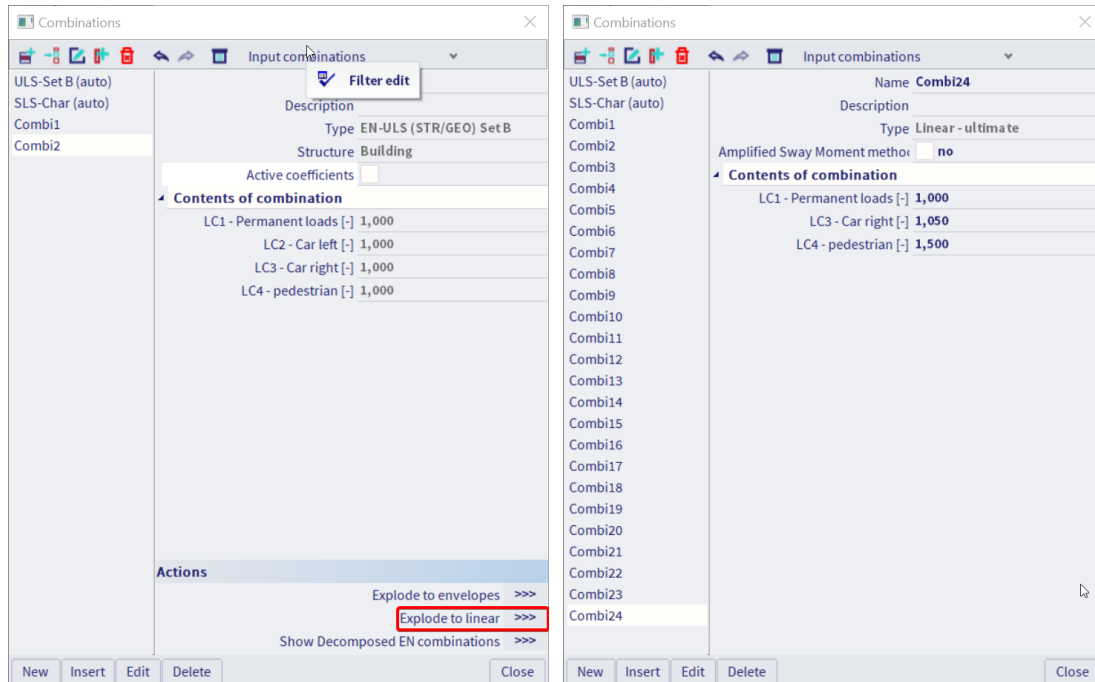 Combinations
Input combinations
Filter edit
ULS-Set B (auto)
SLS-Char (auto)
Combi1
Combi2
Description
Type EN-ULS (STR/GEO) Set B
Structure Building
Active coefficients
Contents of combination
LC1 - Permanent loads [-] 1,000
LC2 - Car left [-] 1,000
LC3 - Car right [-] 1,000
LC4 - pedestrian [-] 1,000
Actions
Explode to envelopes >>>
Explode to linear >>>
Show Decomposed EN combinations >>>
New Insert Edit Delete Close
Combinations
Input combinations
ULS-Set B (auto)
SLS-Char (auto)
Combi1
Combi2
Combi3
Combi4
Combi5
Combi6
Combi7
Combi8
Combi9
Combi10
Combi11
Combi12
Combi13
Combi14
Combi15
Combi16
Combi17
Combi18
Combi19
Combi20
Combi21
Combi22
Combi23
Combi24
Name Combi24
Description
Type Linear - ultimate
Amplified Sway Moment method no
Contents of combination
LC1 - Permanent loads [-] 1,000
LC3 - Car right [-] 1,050
LC4 - pedestrian [-] 1,500
New Insert Edit Delete Close